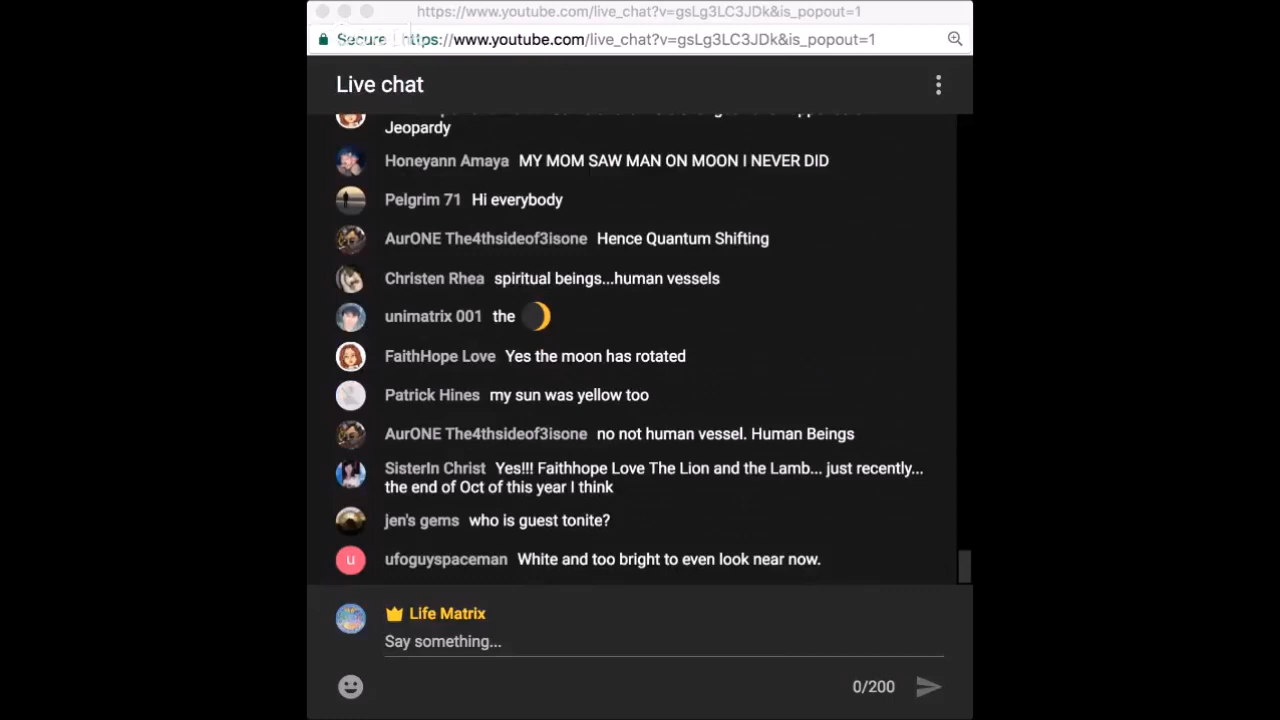 https://www.youtube.com/live_chat?v=gsLg3LC3JDk&is_popout=1
Secure https://www.youtube.com/live_chat?v=gsLg3LC3JDk&is_popout=1
Live chat
Jeopardy
Honeyann Amaya MY MOM SAW MAN ON MOON I NEVER DID
Pelgrim 71 Hi everybody
AurONE The4thsideof3isone Hence Quantum Shifting
Christen Rhea spiritual beings...human vessels
unimatrix 001 the
FaithHope Love Yes the moon has rotated
Patrick Hines my sun was yellow too
AurONE The4thsideof3isone no not human vessel. Human Beings
SisterIn Christ Yes!!! Faithhope Love The Lion and the Lamb... just recently...
the end of Oct of this year I think
jen's gems who is guest tonite?
u ufoguyspaceman White and too bright to even look near now.
Life Matrix
Say something...
0/200